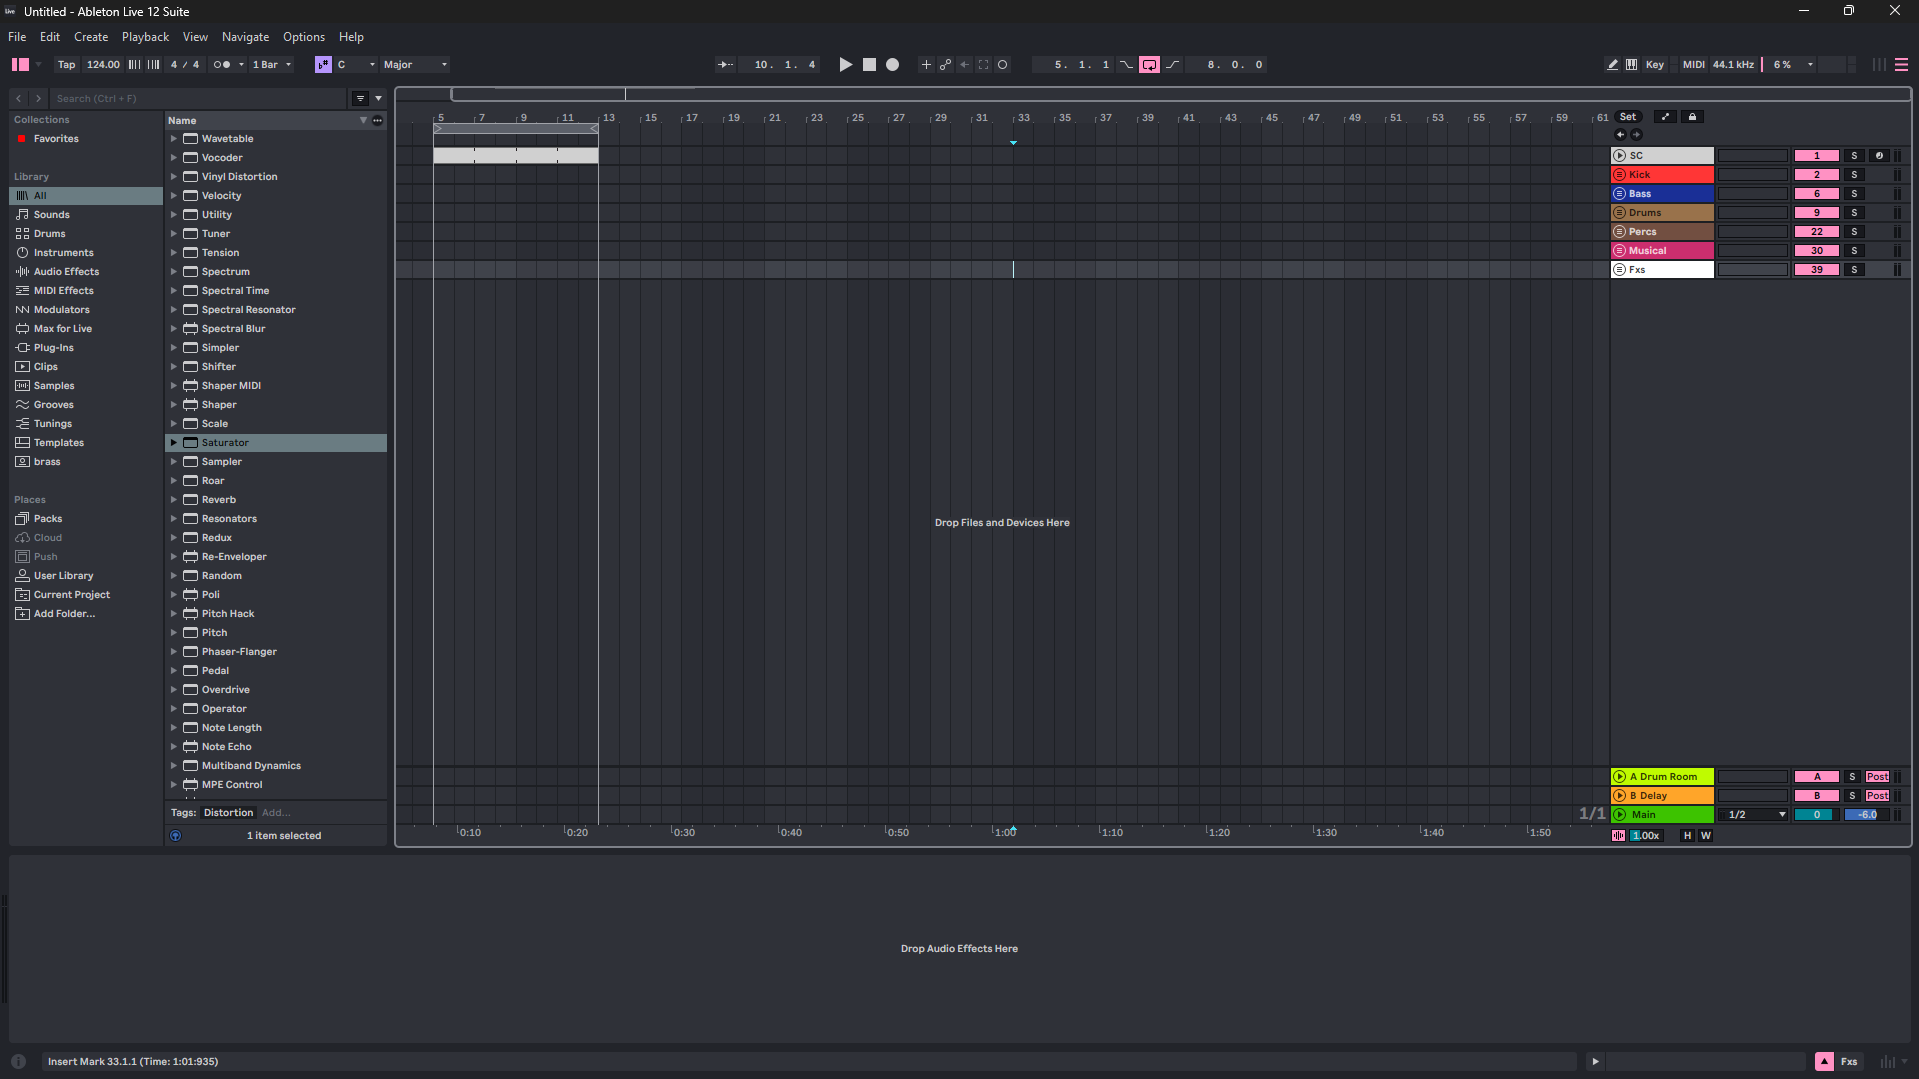 Untitled - Ableton Live 12 Suite
File Edit Create Playback View Navigate Options Help
Tap 124.00 4 / 4 1 Bar C Major 10. 1. 4 5. 1. 1 8. 0. 0 Key MIDI 44.1 kHz 6 %
Search (Ctrl + F)
Collections
Favorites
Library
All
Sounds
Drums
Instruments
Audio Effects
MIDI Effects
Modulators
Max for Live
Plug-Ins
Clips
Samples
Grooves
Tunings
Templates
brass
Places
Packs
Cloud
Push
User Library
Current Project
Add Folder...
Name
Wavetable
Vocoder
Vinyl Distortion
Velocity
Utility
Tuner
Tension
Spectrum
Spectral Time
Spectral Resonator
Spectral Blur
Simpler
Shifter
Shaper MIDI
Shaper
Scale
Saturator
Sampler
Roar
Reverb
Resonators
Redux
Re-Enveloper
Random
Poli
Pitch Hack
Pitch
Phaser-Flanger
Pedal
Overdrive
Operator
Note Length
Note Echo
Multiband Dynamics
MPE Control
Tags: Distortion Add...
1 item selected
5 7 9 11 13 15 17 19 21 23 25 27 29 31 33 35 37 39 41 43 45 47 49 51 53 55 57 59 61 Set
SC 1 S
Kick 2 S
Bass 6 S
Drums 9 S
Percs 22 S
Musical 30 S
Fxs 39 S
Drop Files and Devices Here
A Drum Room A S Post
B Delay B S Post
1/1 Main 1/2 0 -6.0
0:10 0:20 0:30 0:40 0:50 1:00 1:10 1:20 1:30 1:40 1:50 1.00x H W
Drop Audio Effects Here
Insert Mark 33.1.1 (Time: 1:01:935) Fxs